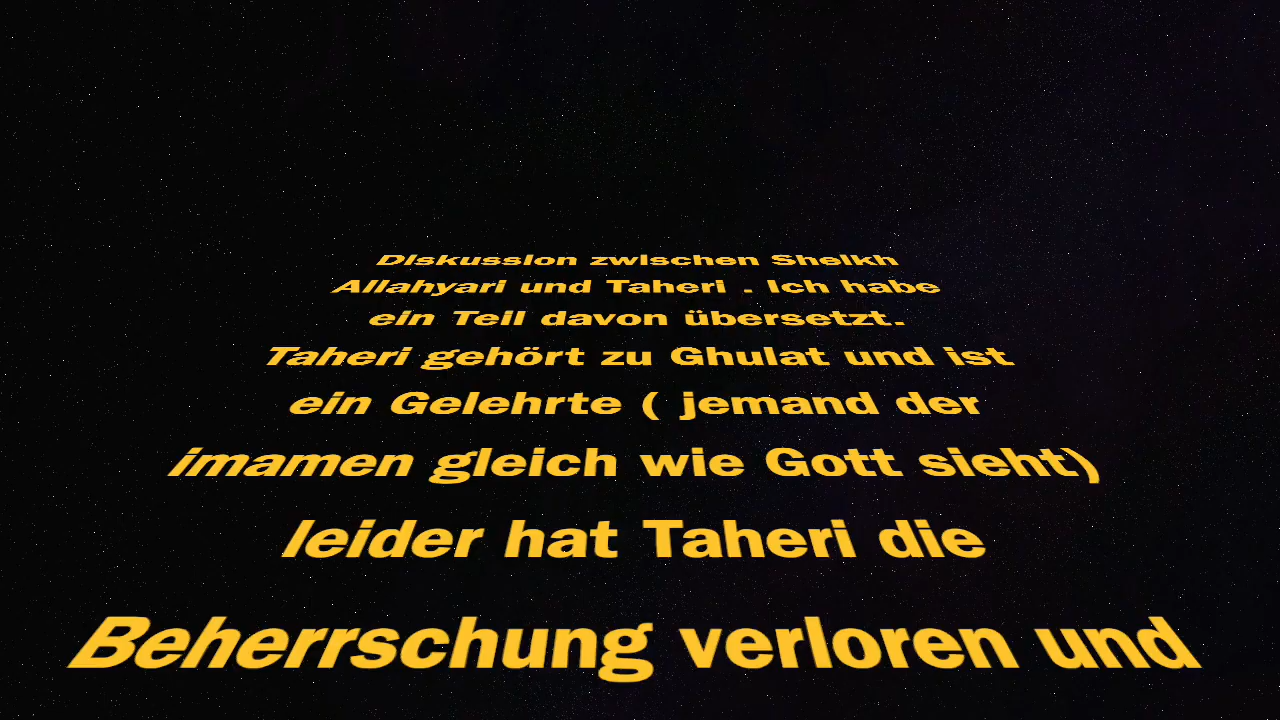 Diskussion zwischen Sheikh
Allahyari und Taheri . Ich habe
ein Teil davon übersetzt.
Taheri gehört zu Ghulat und ist
ein Gelehrte ( jemand der
imamen gleich wie Gott sieht)
leider hat Taheri die
Beherrschung verloren und